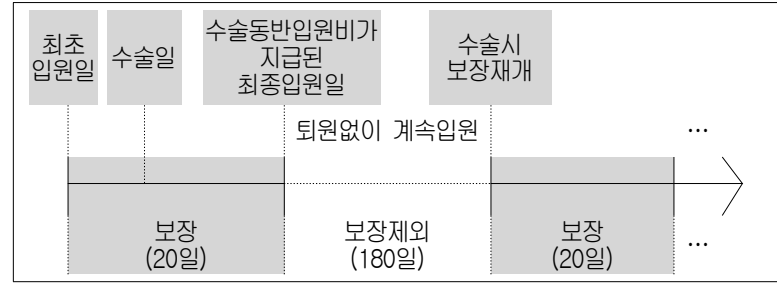 최초
입원일
수술일
수술동반입원비가
지급된
최종입원일
수술시
보장재개
퇴원없이 계속입원
...
보장
(20일)
보장제외
(180일)
보장
(20일)
...